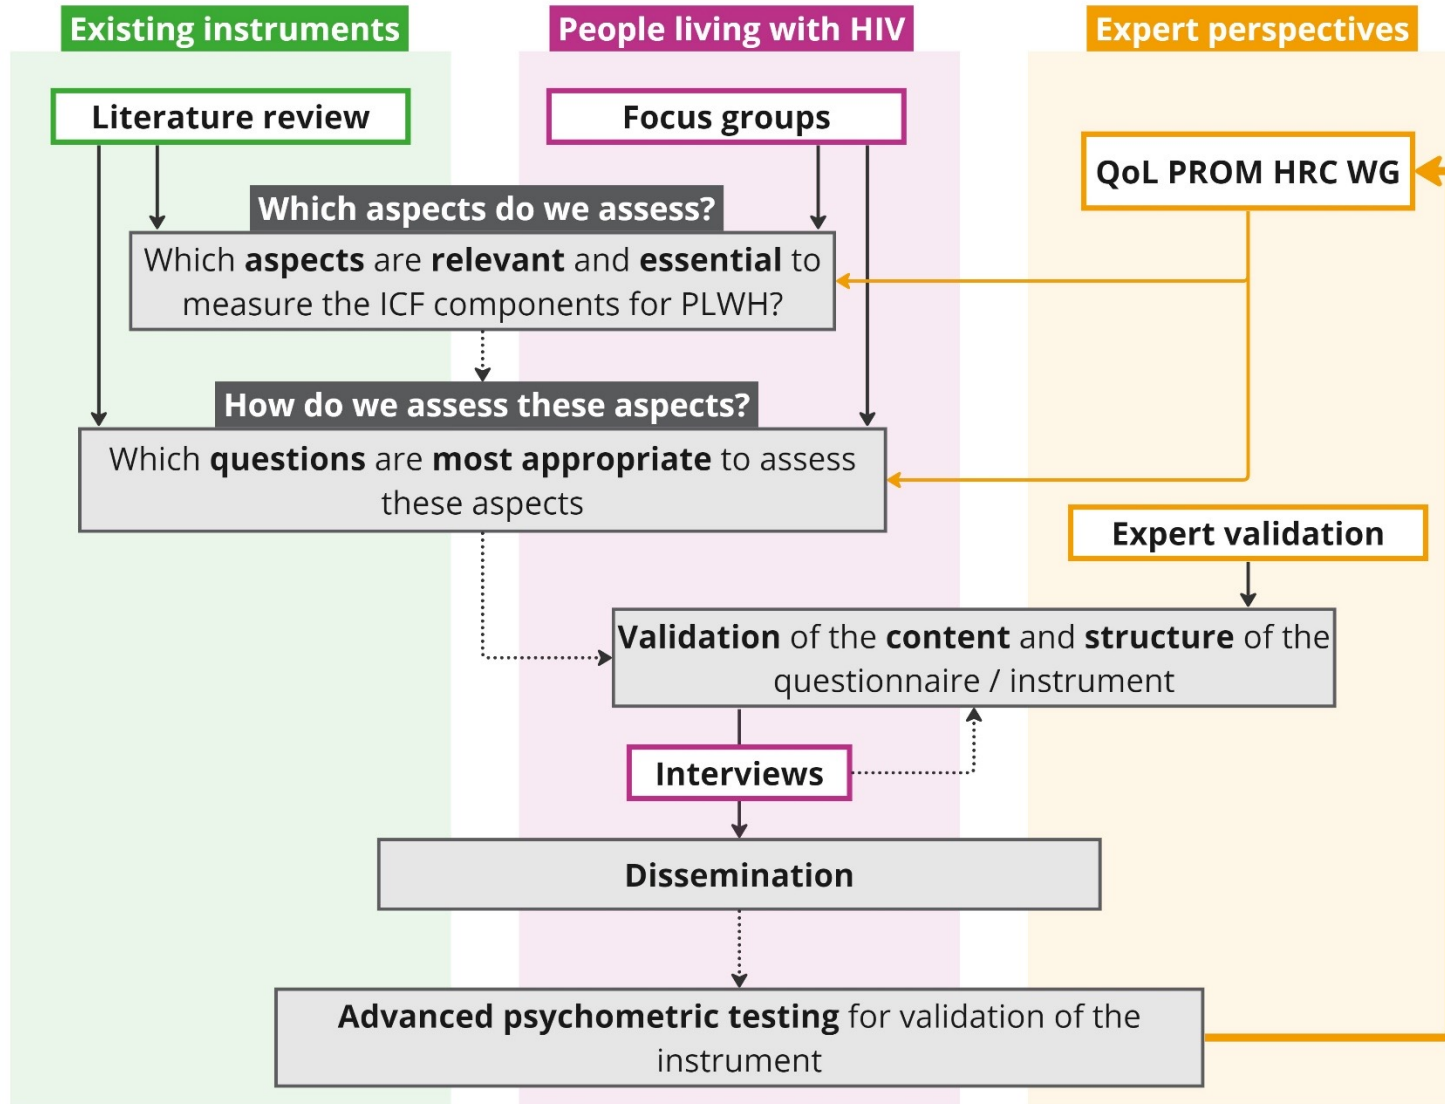 Existing instruments
People living with HIV
Expert perspectives
Literature review
Focus groups
QoL PROM HRC WG
Which aspects do we assess?
Which aspects are relevant and essential to
measure the ICF components for PLWH?
How do we assess these aspects?
Which questions are most appropriate to assess
these aspects
Expert validation
Validation of the content and structure of the
questionnaire / instrument
Interviews
Dissemination
Advanced psychometric testing for validation of the
instrument